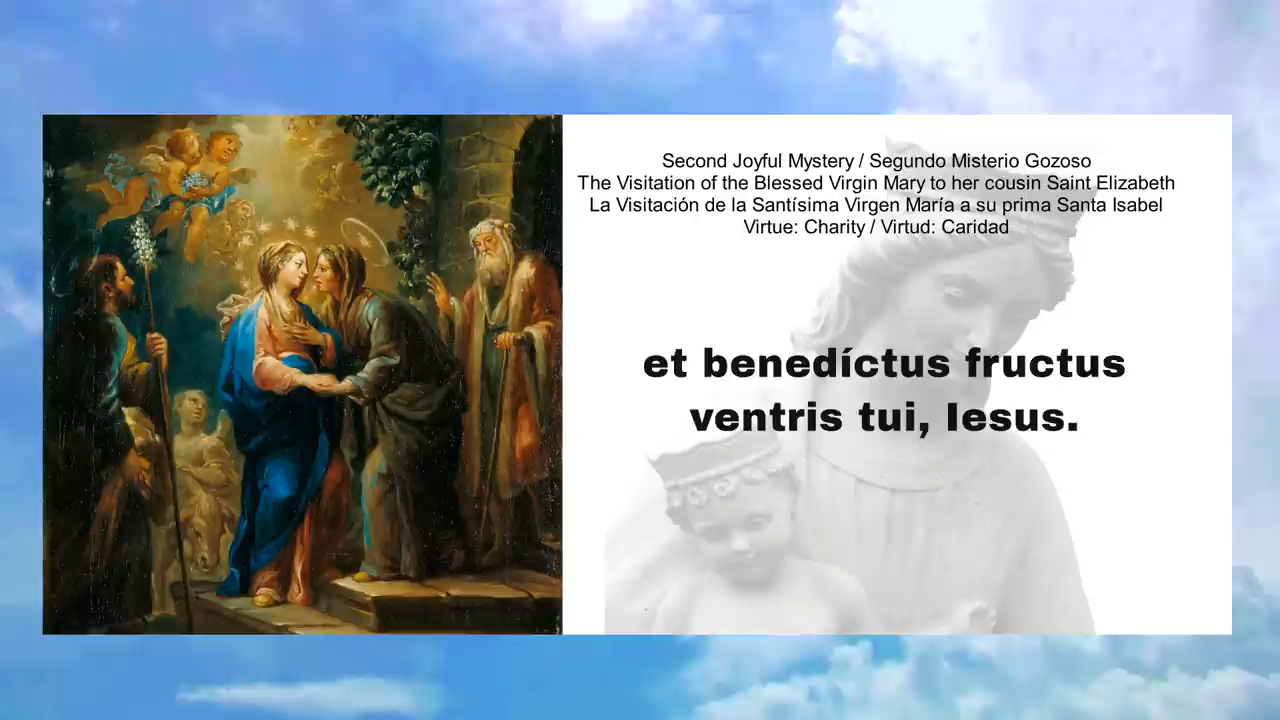 Second Joyful Mystery / Segundo Misterio Gozoso
The Visitation of the Blessed Virgin Mary to her cousin Saint Elizabeth
La Visitación de la Santísima Virgen María a su prima Santa Isabel
Virtue: Charity / Virtud: Caridad
et benedíctus fructus
ventris tui, Iesus.